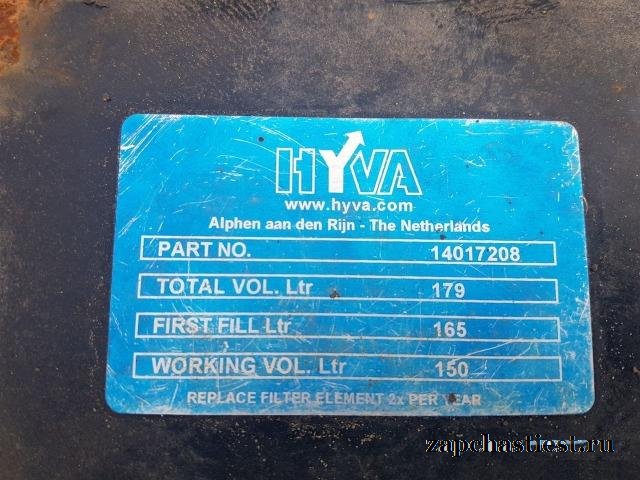 HYVA
www.hyva.com
Alphen aan den Rijn - The Netherlands
PART NO. 14017208
TOTAL VOL. Ltr 179
FIRST FILL Ltr 165
WORKING VOL. Ltr 150
REPLACE FILTER ELEMENT 2x PER YEAR
zapchastiest.ru